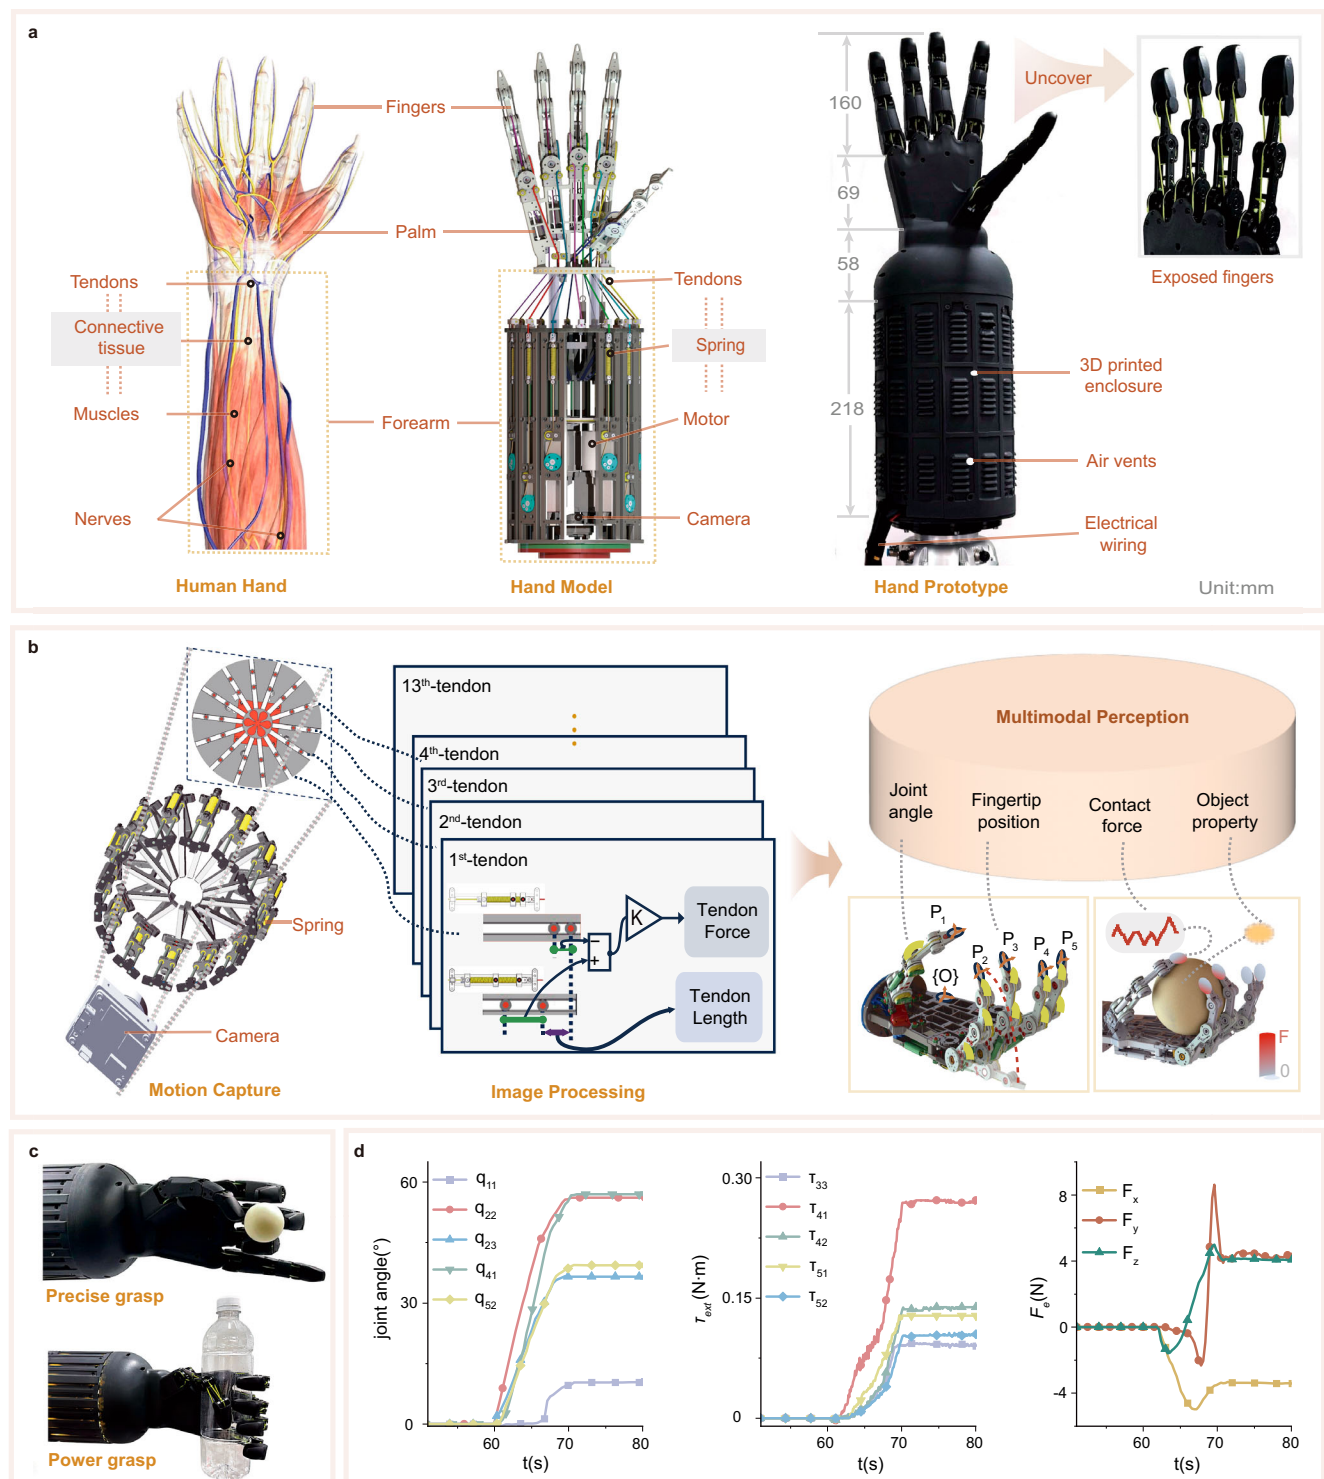 a
Fingers
Palm
Tendons
Connective
tissue
Muscles
Nerves
Forearm
Human Hand
Tendons
Spring
Motor
Camera
Hand Model
160
69
58
218
Uncover
Exposed fingers
3D printed
enclosure
Air vents
Electrical
wiring
Hand Prototype
Unit:mm
b
Spring
Camera
Motion Capture
13th-tendon
4th-tendon
3rd-tendon
2nd-tendon
1st-tendon
K
−
+
Tendon
Force
Tendon
Length
Image Processing
Multimodal Perception
Joint
angle
Fingertip
position
Contact
force
Object
property
P1
P2
P3
P4
P5
{O}
F
0
c
Precise grasp
Power grasp
d
joint angle(°)
60
30
0
q11
q22
q23
q41
q52
60 70 80
t(s)
τext (N·m)
0.30
0.15
0
τ33
τ41
τ42
τ51
τ52
60 70 80
t(s)
Fe(N)
8
4
0
-4
Fx
Fy
Fz
60 70 80
t(s)